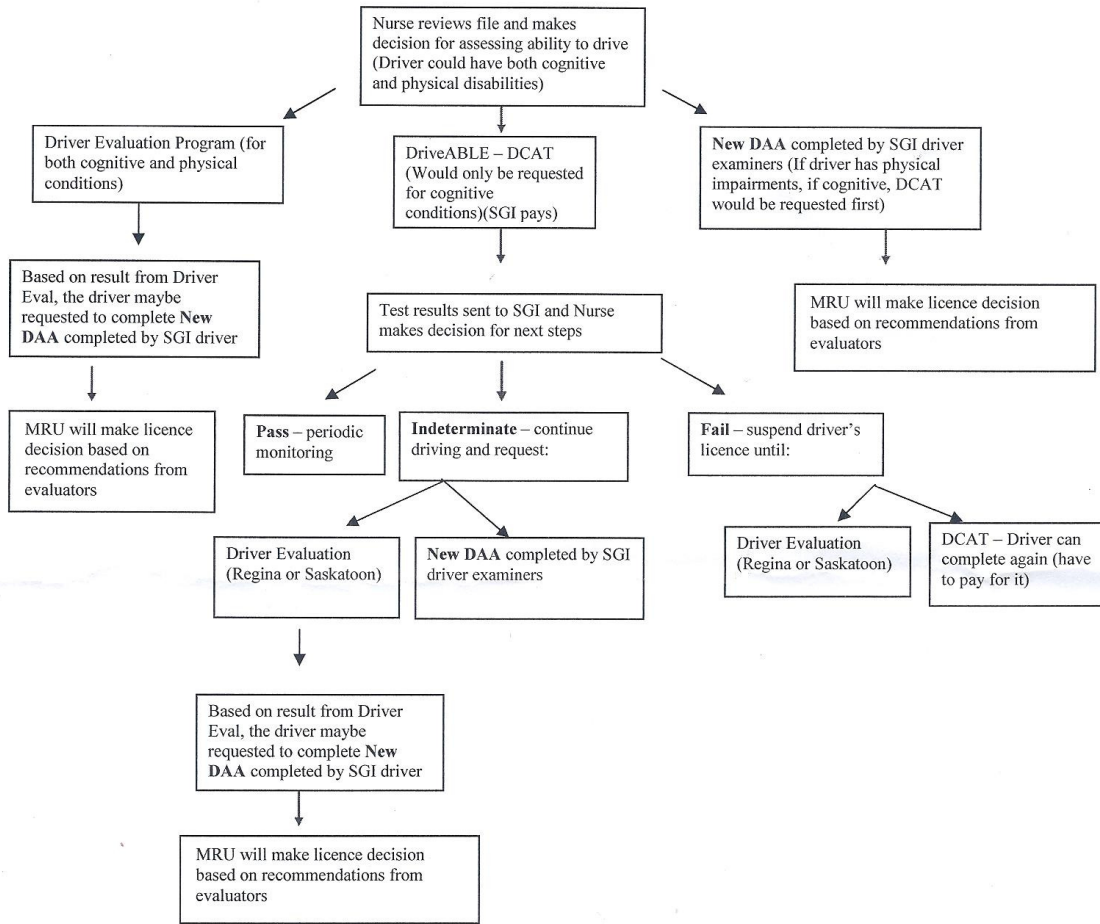 Nurse reviews file and makes
decision for assessing ability to drive
(Driver could have both cognitive
and physical disabilities)
Driver Evaluation Program (for
both cognitive and physical
conditions)
DriveABLE – DCAT
(Would only be requested
for cognitive
conditions)(SGI pays)
New DAA completed by SGI driver
examiners (If driver has physical
impairments, if cognitive, DCAT
would be requested first)
Based on result from Driver
Eval, the driver maybe
requested to complete New
DAA completed by SGI driver
Test results sent to SGI and Nurse
makes decision for next steps
MRU will make licence decision
based on recommendations from
evaluators
MRU will make licence
decision based on
recommendations from
evaluators
Pass – periodic
monitoring
Indeterminate – continue
driving and request:
Fail – suspend driver's
licence until:
Driver Evaluation
(Regina or Saskatoon)
New DAA completed by SGI
driver examiners
Driver Evaluation
(Regina or Saskatoon)
DCAT – Driver can
complete again (have
to pay for it)
Based on result from Driver
Eval, the driver maybe
requested to complete New
DAA completed by SGI driver
MRU will make licence decision
based on recommendations from
evaluators